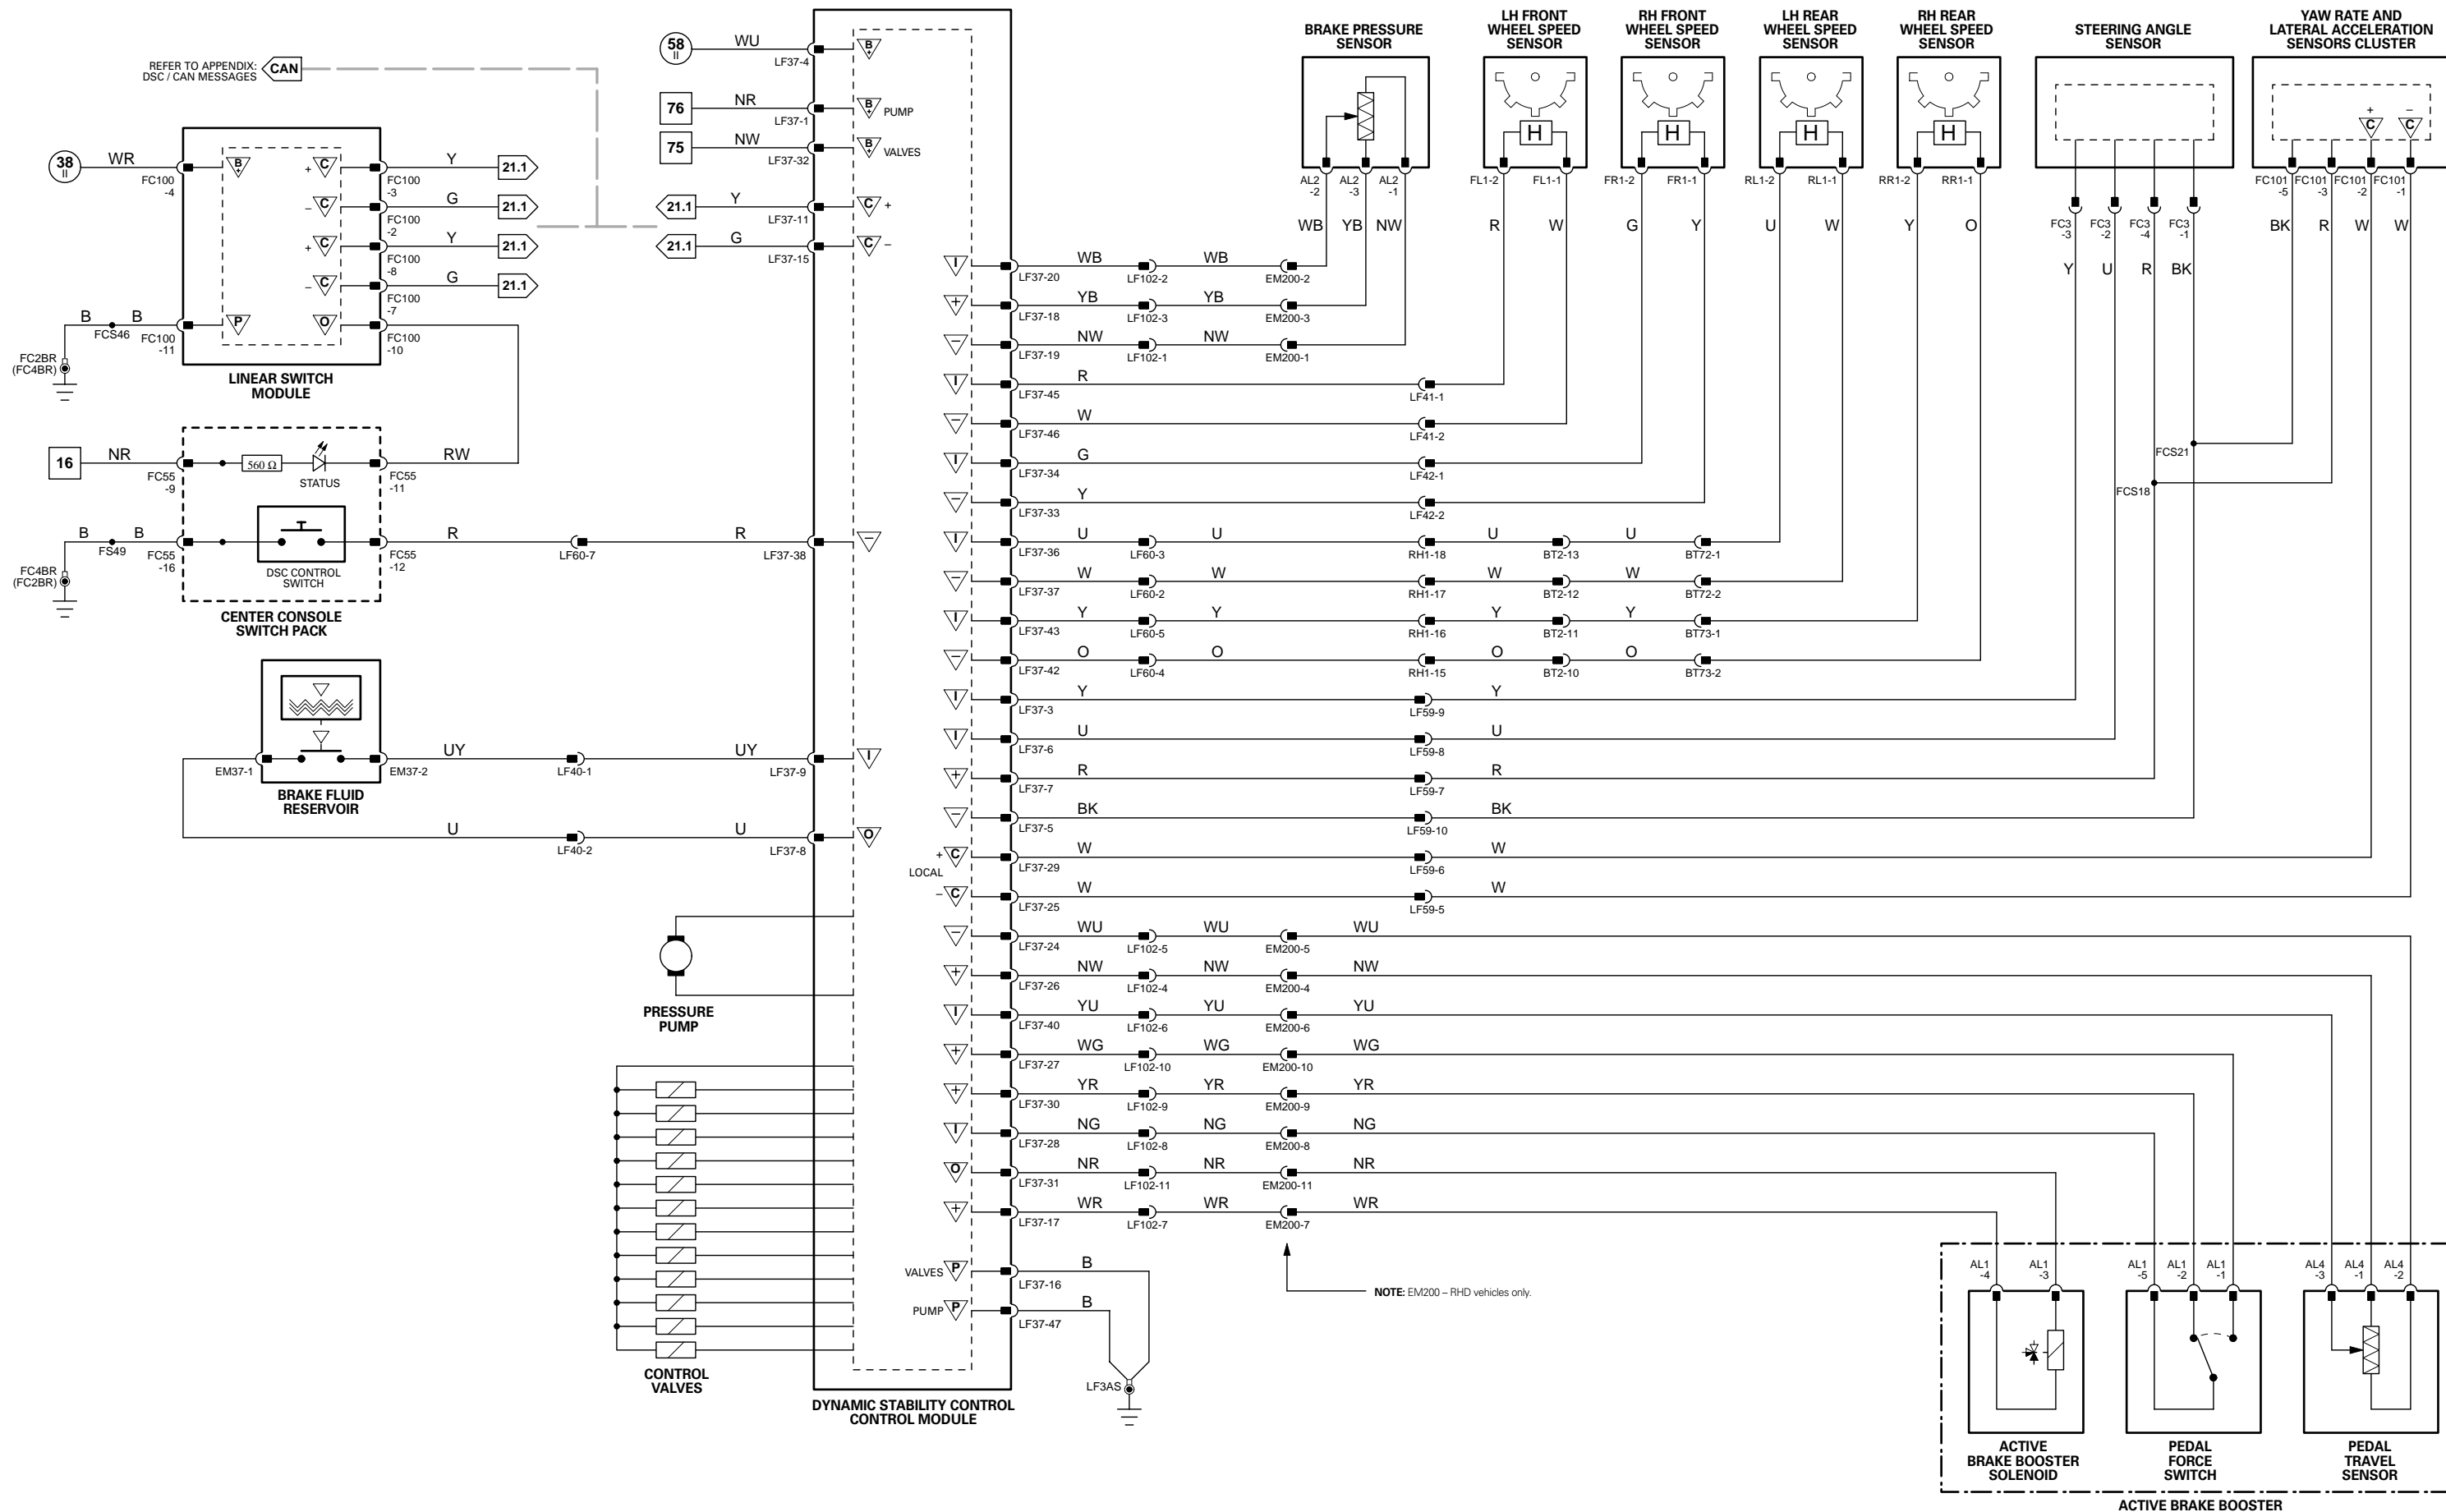 BRAKE PRESSURE
SENSOR
LH FRONT
WHEEL SPEED
SENSOR
RH FRONT
WHEEL SPEED
SENSOR
LH REAR
WHEEL SPEED
SENSOR
RH REAR
WHEEL SPEED
SENSOR
STEERING ANGLE
SENSOR
YAW RATE AND
LATERAL ACCELERATION
SENSORS CLUSTER
REFER TO APPENDIX:
DSC / CAN MESSAGES
CAN
58
II
WU
LF37-4
B
+
76
NR
LF37-1
B
+
PUMP
75
NW
LF37-32
B
+
VALVES
21.1
Y
LF37-11
C +
21.1
G
LF37-15
C –
38
II
WR
FC100
-4
B
+
+ C
FC100
-3
Y
21.1
– C
FC100
-2
G
21.1
+ C
FC100
-8
Y
21.1
– C
FC100
-7
G
21.1
B
FCS46
B
FC100
-11
P
O
FC100
-10
FC2BR
(FC4BR)
LINEAR SWITCH
MODULE
16
NR
FC55
-9
560 Ω
STATUS
FC55
-11
RW
B
FS49
B
FC55
-16
FC55
-12
R
LF60-7
R
LF37-38
–
FC4BR
(FC2BR)
DSC CONTROL
SWITCH
CENTER CONSOLE
SWITCH PACK
EM37-1
EM37-2
UY
LF40-1
UY
LF37-9
I
BRAKE FLUID
RESERVOIR
U
LF40-2
U
LF37-8
O
PRESSURE
PUMP
CONTROL
VALVES
DYNAMIC STABILITY CONTROL
CONTROL MODULE
H
H
H
H
+
C
–
C
AL2
-2
AL2
-3
AL2
-1
FL1-2
FL1-1
FR1-2
FR1-1
RL1-2
RL1-1
RR1-2
RR1-1
FC3
-3
FC3
-2
FC3
-4
FC3
-1
FC101
-5
FC101
-3
FC101
-2
FC101
-1
WB
YB
NW
R
W
G
Y
U
W
Y
O
Y
U
R
BK
BK
R
W
W
FCS21
FCS18
I
LF37-20
WB
LF102-2
WB
EM200-2
+
LF37-18
YB
LF102-3
YB
EM200-3
–
LF37-19
NW
LF102-1
NW
EM200-1
I
LF37-45
R
LF41-1
–
LF37-46
W
LF41-2
I
LF37-34
G
LF42-1
–
LF37-33
Y
LF42-2
I
LF37-36
U
LF60-3
U
RH1-18
U
BT2-13
U
BT72-1
–
LF37-37
W
LF60-2
W
RH1-17
W
BT2-12
W
BT72-2
I
LF37-43
Y
LF60-5
Y
RH1-16
Y
BT2-11
Y
BT73-1
–
LF37-42
O
LF60-4
O
RH1-15
O
BT2-10
O
BT73-2
I
LF37-3
Y
LF59-9
Y
I
LF37-6
U
LF59-8
U
+
LF37-7
R
LF59-7
R
–
LF37-5
BK
LF59-10
BK
+ C
LF37-29
W
LF59-6
W
LOCAL
– C
LF37-25
W
LF59-5
W
–
LF37-24
WU
LF102-5
WU
EM200-5
WU
+
LF37-26
NW
LF102-4
NW
EM200-4
NW
I
LF37-40
YU
LF102-6
YU
EM200-6
YU
+
LF37-27
WG
LF102-10
WG
EM200-10
WG
+
LF37-30
YR
LF102-9
YR
EM200-9
YR
I
LF37-28
NG
LF102-8
NG
EM200-8
NG
O
LF37-31
NR
LF102-11
NR
EM200-11
NR
+
LF37-17
WR
LF102-7
WR
EM200-7
WR
VALVES P
LF37-16
B
PUMP P
LF37-47
B
LF3AS
NOTE: EM200 – RHD vehicles only.
AL1
-4
AL1
-3
AL1
-5
AL1
-2
AL1
-1
AL4
-3
AL4
-1
AL4
-2
ACTIVE
BRAKE BOOSTER
SOLENOID
PEDAL
FORCE
SWITCH
PEDAL
TRAVEL
SENSOR
ACTIVE BRAKE BOOSTER